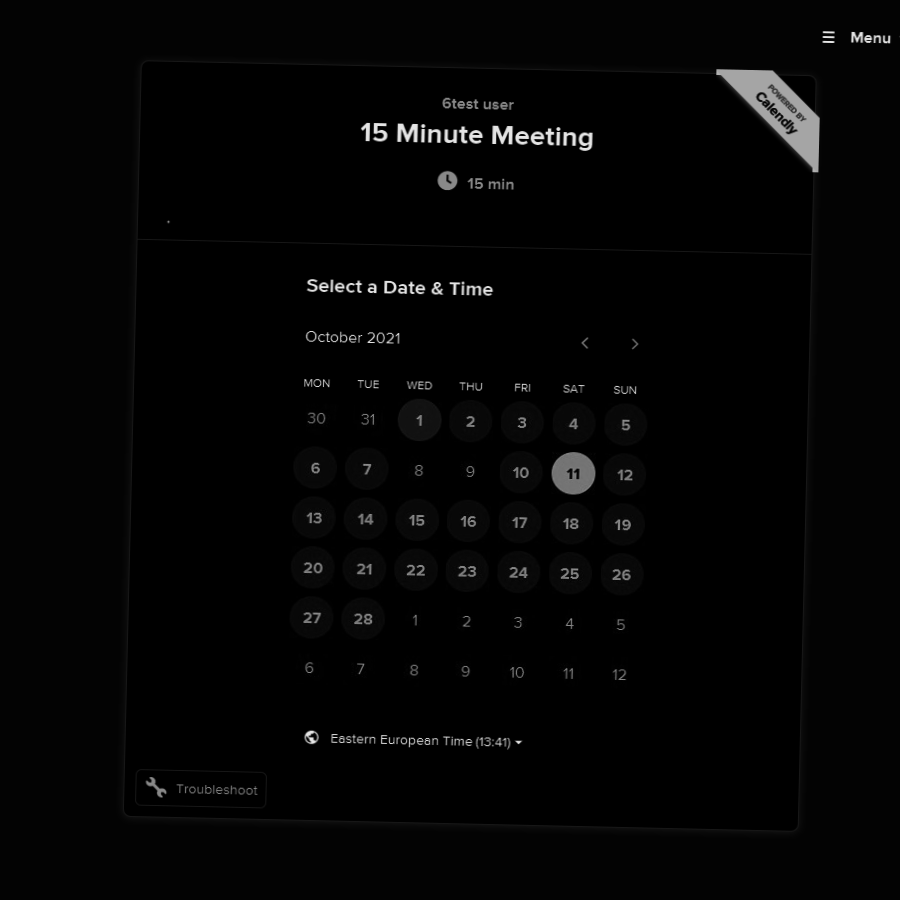 ☰ Menu
POWERED BY
Calendly
6test user
15 Minute Meeting
15 min
.
Select a Date & Time
October 2021
MON TUE WED THU FRI SAT SUN
30 31 1 2 3 4 5
6 7 8 9 10 11 12
13 14 15 16 17 18 19
20 21 22 23 24 25 26
27 28 1 2 3 4 5
6 7 8 9 10 11 12
Eastern European Time (13:41)
Troubleshoot